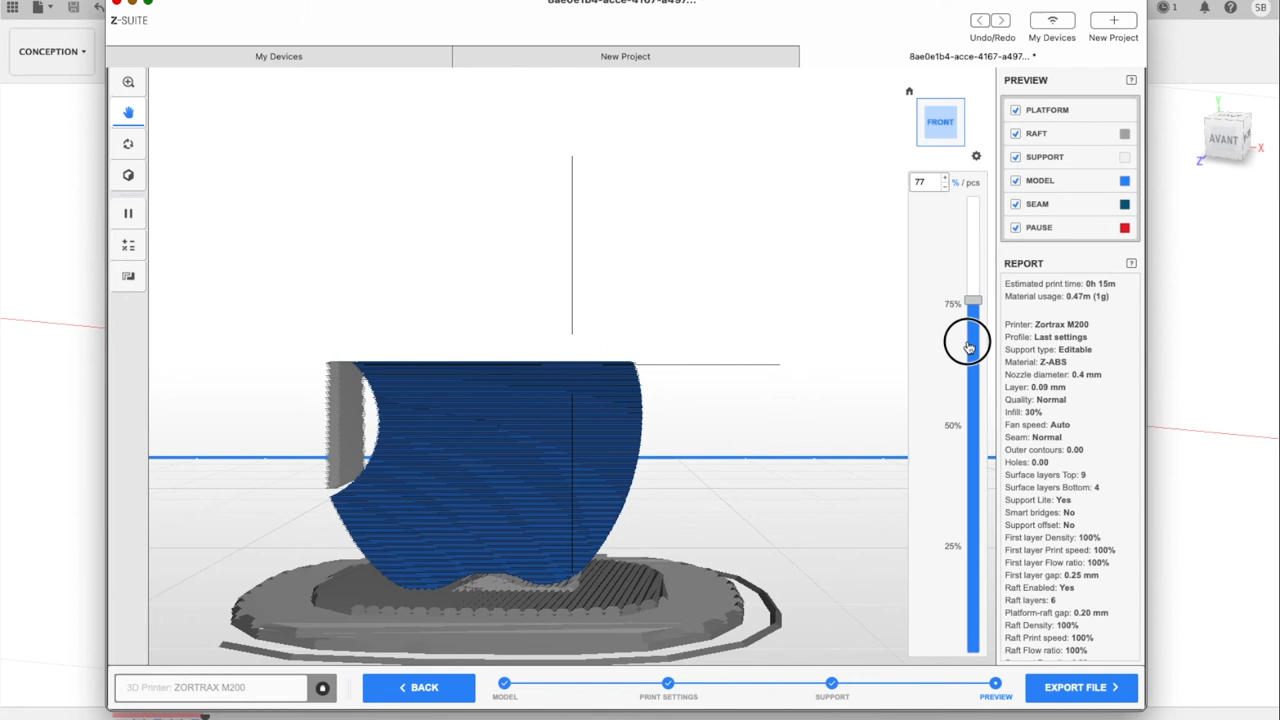 8ae0e1b4-acce-4167-a497...
Z-SUITE
1
SB
CONCEPTION
Undo/Redo
My Devices
New Project
My Devices
New Project
8ae0e1b4-acce-4167-a497... *
FRONT
77
% / pcs
75%
50%
25%
PREVIEW
?
PLATFORM
RAFT
SUPPORT
MODEL
SEAM
PAUSE
REPORT
?
Estimated print time: 0h 15m
Material usage: 0.47m (1g)
Printer: Zortrax M200
Profile: Last settings
Support type: Editable
Material: Z-ABS
Nozzle diameter: 0.4 mm
Layer: 0.09 mm
Quality: Normal
Infill: 30%
Fan speed: Auto
Seam: Normal
Outer contours: 0.00
Holes: 0.00
Surface layers Top: 9
Surface layers Bottom: 4
Support Lite: Yes
Smart bridges: No
Support offset: No
First layer Density: 100%
First layer Print speed: 100%
First layer Flow ratio: 100%
First layer gap: 0.25 mm
Raft Enabled: Yes
Raft layers: 6
Platform-raft gap: 0.20 mm
Raft Density: 100%
Raft Print speed: 100%
Raft Flow ratio: 100%
Y
AVANT
X
Z
3D Printer: ZORTRAX M200
BACK
MODEL
PRINT SETTINGS
SUPPORT
PREVIEW
EXPORT FILE